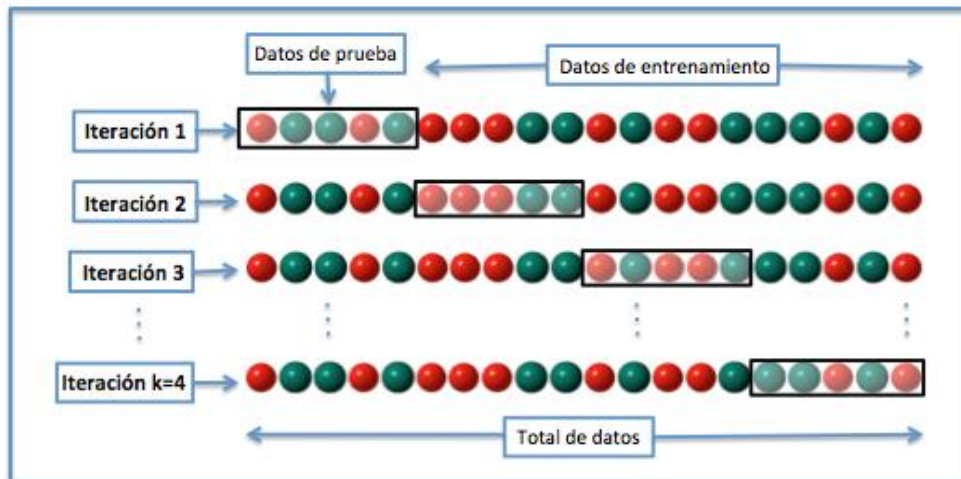 Datos de prueba
Datos de entrenamiento
Iteración 1
Iteración 2
Iteración 3
Iteración k=4
Total de datos